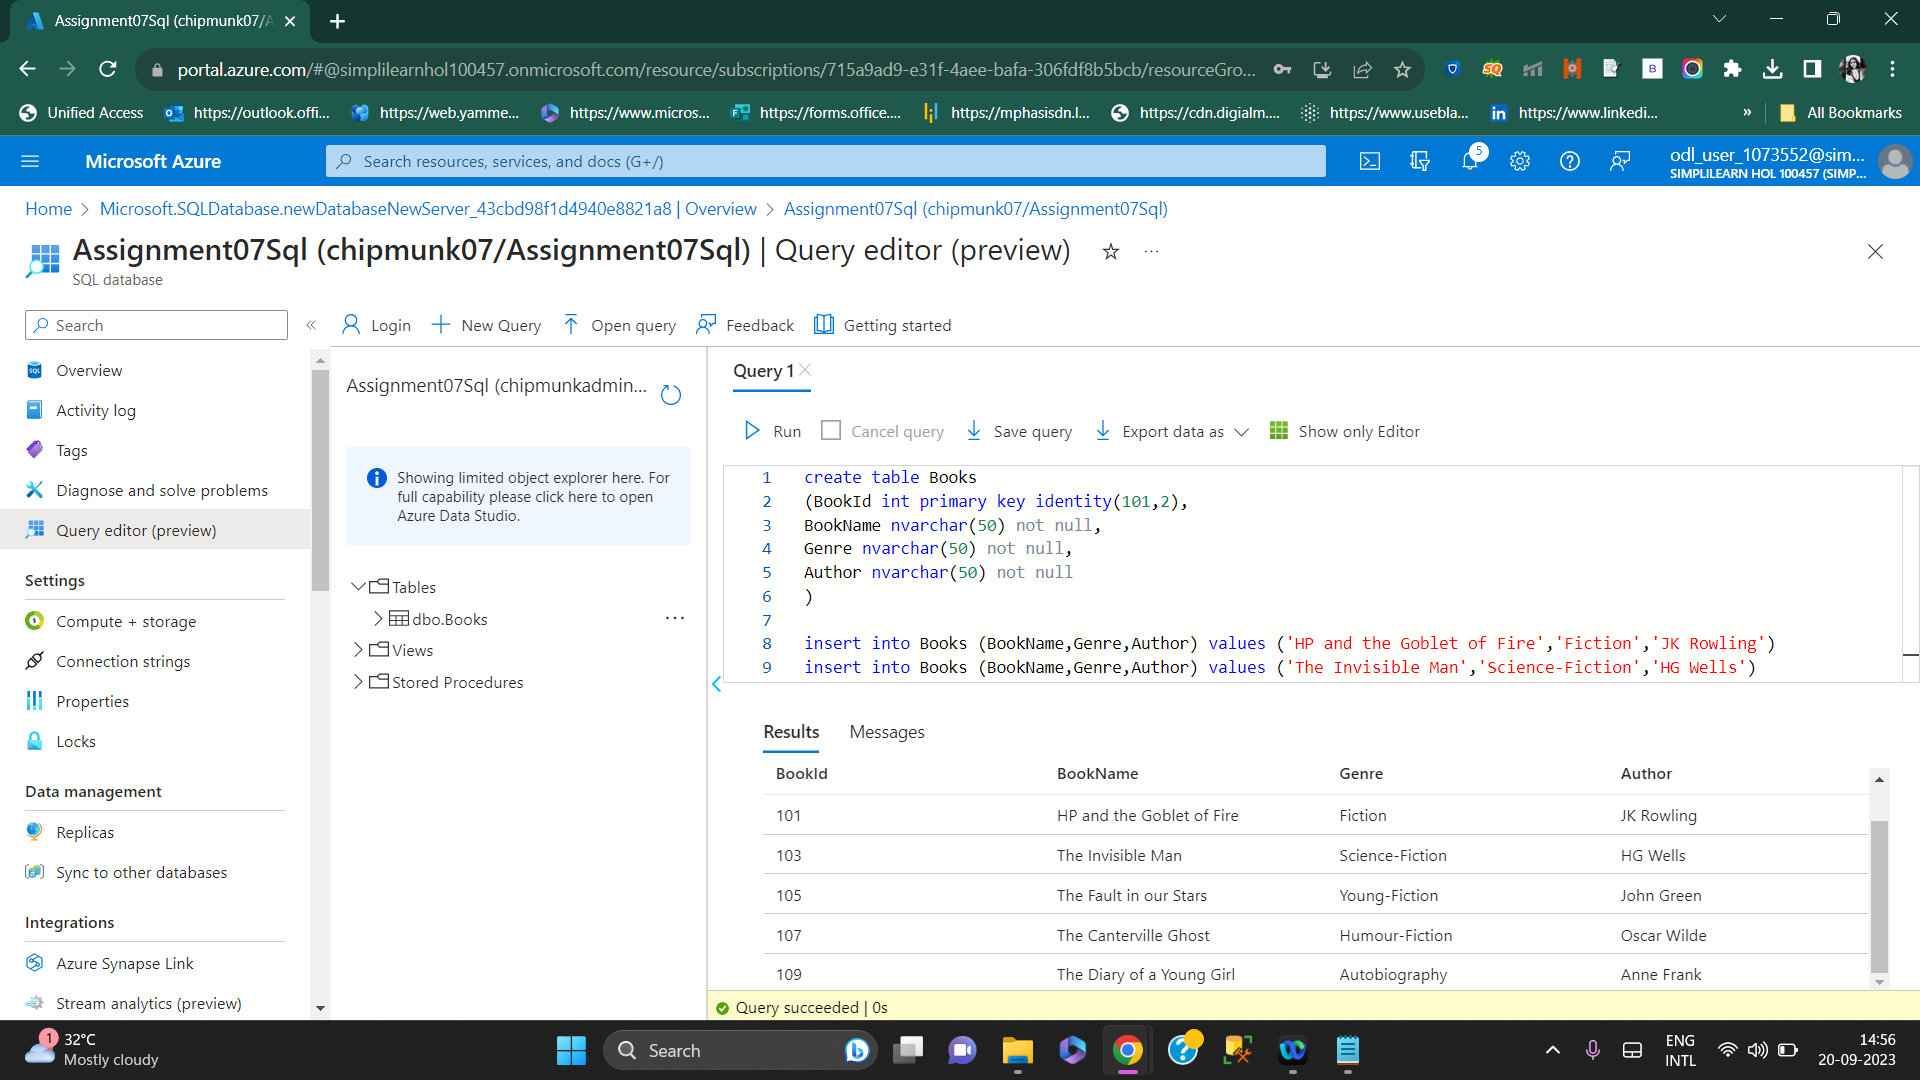 Assignment07Sql (chipmunk07/A
portal.azure.com/#@simplilearnhol100457.onmicrosoft.com/resource/subscriptions/715a9ad9-e31f-4aee-bafa-306fdf8b5bcb/resourceGro...
Unified Access https://outlook.offi... https://web.yamme... https://www.micros... https://forms.office.... https://mphasisdn.l... https://cdn.digialm.... https://www.usebla... https://www.linkedi... » All Bookmarks
Microsoft Azure
Search resources, services, and docs (G+/)
5
odl_user_1073552@sim...
SIMPLILEARN HOL 100457 (SIMP...
Home > Microsoft.SQLDatabase.newDatabaseNewServer_43cbd98f1d4940e8821a8 | Overview > Assignment07Sql (chipmunk07/Assignment07Sql)
Assignment07Sql (chipmunk07/Assignment07Sql) | Query editor (preview)
SQL database
Search
Overview
Activity log
Tags
Diagnose and solve problems
Query editor (preview)
Settings
Compute + storage
Connection strings
Properties
Locks
Data management
Replicas
Sync to other databases
Integrations
Azure Synapse Link
Stream analytics (preview)
Login New Query Open query Feedback Getting started
Assignment07Sql (chipmunkadmin...
Showing limited object explorer here. For
full capability please click here to open
Azure Data Studio.
Tables
dbo.Books
Views
Stored Procedures
Query 1
Run Cancel query Save query Export data as Show only Editor
1 create table Books
2 (BookId int primary key identity(101,2),
3 BookName nvarchar(50) not null,
4 Genre nvarchar(50) not null,
5 Author nvarchar(50) not null
6 )
7
8 insert into Books (BookName,Genre,Author) values ('HP and the Goblet of Fire','Fiction','JK Rowling')
9 insert into Books (BookName,Genre,Author) values ('The Invisible Man','Science-Fiction','HG Wells')
Results Messages
BookId BookName Genre Author
101 HP and the Goblet of Fire Fiction JK Rowling
103 The Invisible Man Science-Fiction HG Wells
105 The Fault in our Stars Young-Fiction John Green
107 The Canterville Ghost Humour-Fiction Oscar Wilde
109 The Diary of a Young Girl Autobiography Anne Frank
Query succeeded | 0s
1
32°C
Mostly cloudy
Search
ENG
INTL
14:56
20-09-2023